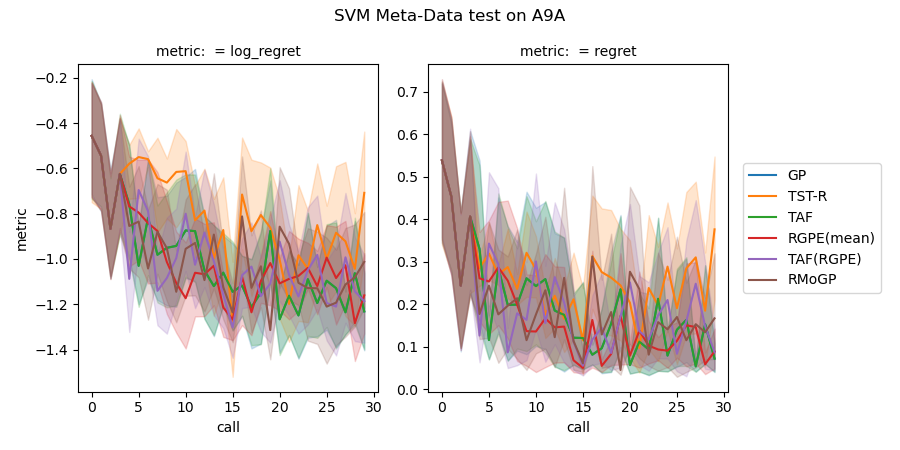 SVM Meta-Data test on A9A
metric:  = log_regret
metric:  = regret
−0.2
−0.4
−0.6
−0.8
−1.0
−1.2
−1.4
metric
0 5 10 15 20 25 30
call
0.7
0.6
0.5
0.4
0.3
0.2
0.1
0.0
0 5 10 15 20 25 30
call
GP
TST-R
TAF
RGPE(mean)
TAF(RGPE)
RMoGP